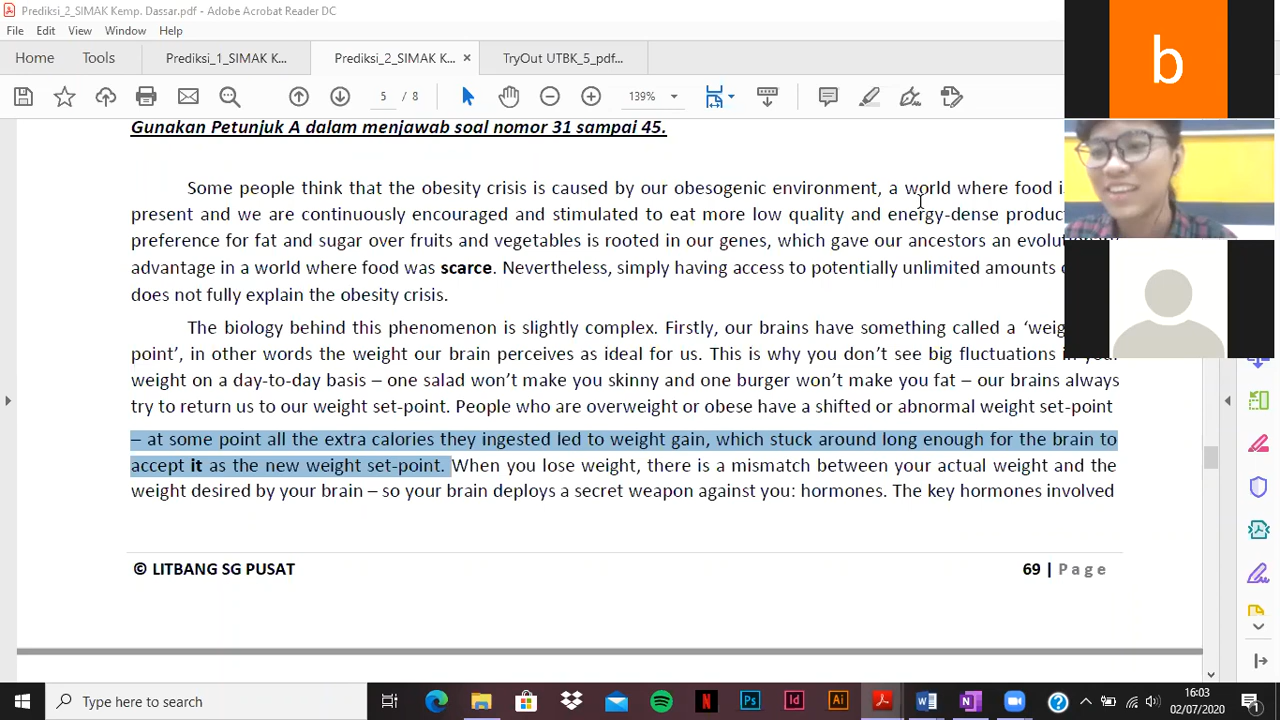 Prediksi_2_SIMAK Kemp. Dassar.pdf - Adobe Acrobat Reader DC
File Edit View Window Help
Home Tools Prediksi_1_SIMAK K... Prediksi_2_SIMAK K... × TryOut UTBK_5_pdf...
5 / 8 139%
b
Gunakan Petunjuk A dalam menjawab soal nomor 31 sampai 45.
Some people think that the obesity crisis is caused by our obesogenic environment, a world where food
present and we are continuously encouraged and stimulated to eat more low quality and energy-dense
preference for fat and sugar over fruits and vegetables is rooted in our genes, which gave our ancestors an evolutionary
advantage in a world where food was scarce. Nevertheless, simply having access to potentially unlimited amounts
does not fully explain the obesity crisis.
The biology behind this phenomenon is slightly complex. Firstly, our brains have something called a
point’, in other words the weight our brain perceives as ideal for us. This is why you don’t see big fluctuations in your
weight on a day-to-day basis – one salad won’t make you skinny and one burger won’t make you fat – our brains always
try to return us to our weight set-point. People who are overweight or obese have a shifted or abnormal weight set-point
– at some point all the extra calories they ingested led to weight gain, which stuck around long enough for the brain to
accept it as the new weight set-point. When you lose weight, there is a mismatch between your actual weight and the
weight desired by your brain – so your brain deploys a secret weapon against you: hormones. The key hormones involved
© LITBANG SG PUSAT 69 | Page
Type here to search
Ps Id Ai
16:03
02/07/2020
1